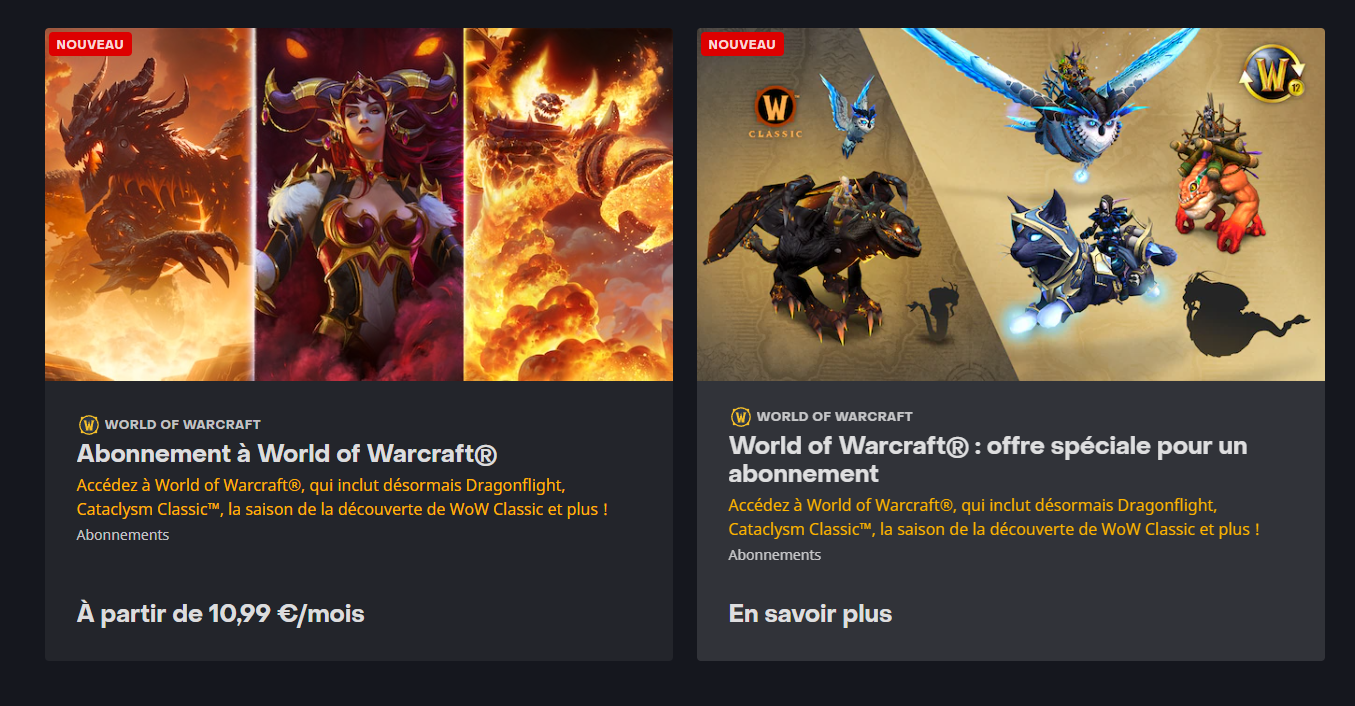 NOUVEAU
WORLD OF WARCRAFT
Abonnement à World of Warcraft®
Accédez à World of Warcraft®, qui inclut désormais Dragonflight,
Cataclysm Classic™, la saison de la découverte de WoW Classic et plus !
Abonnements
À partir de 10,99 €/mois
NOUVEAU
W
CLASSIC
W
12
WORLD OF WARCRAFT
World of Warcraft® : offre spéciale pour un
abonnement
Accédez à World of Warcraft®, qui inclut désormais Dragonflight,
Cataclysm Classic™, la saison de la découverte de WoW Classic et plus !
Abonnements
En savoir plus